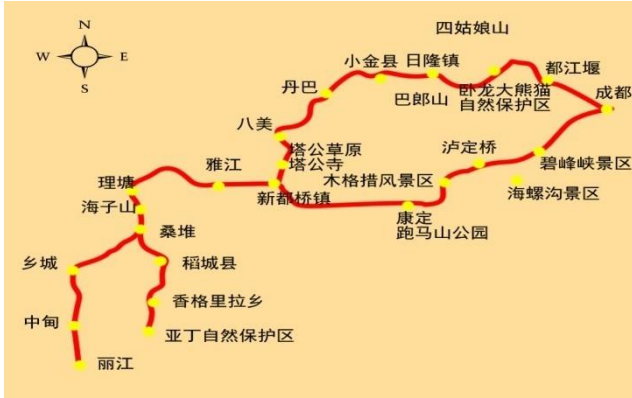 N
W
E
S
四姑娘山
小金县
日隆镇
都江堰
丹巴
巴郎山
卧龙大熊猫
自然保护区
成都
八美
塔公草原
塔公寺
泸定桥
碧峰峡景区
雅江
理塘
新都桥镇
木格措风景区
海螺沟景区
海子山
康定
跑马山公园
桑堆
乡城
稻城县
香格里拉乡
中甸
亚丁自然保护区
丽江